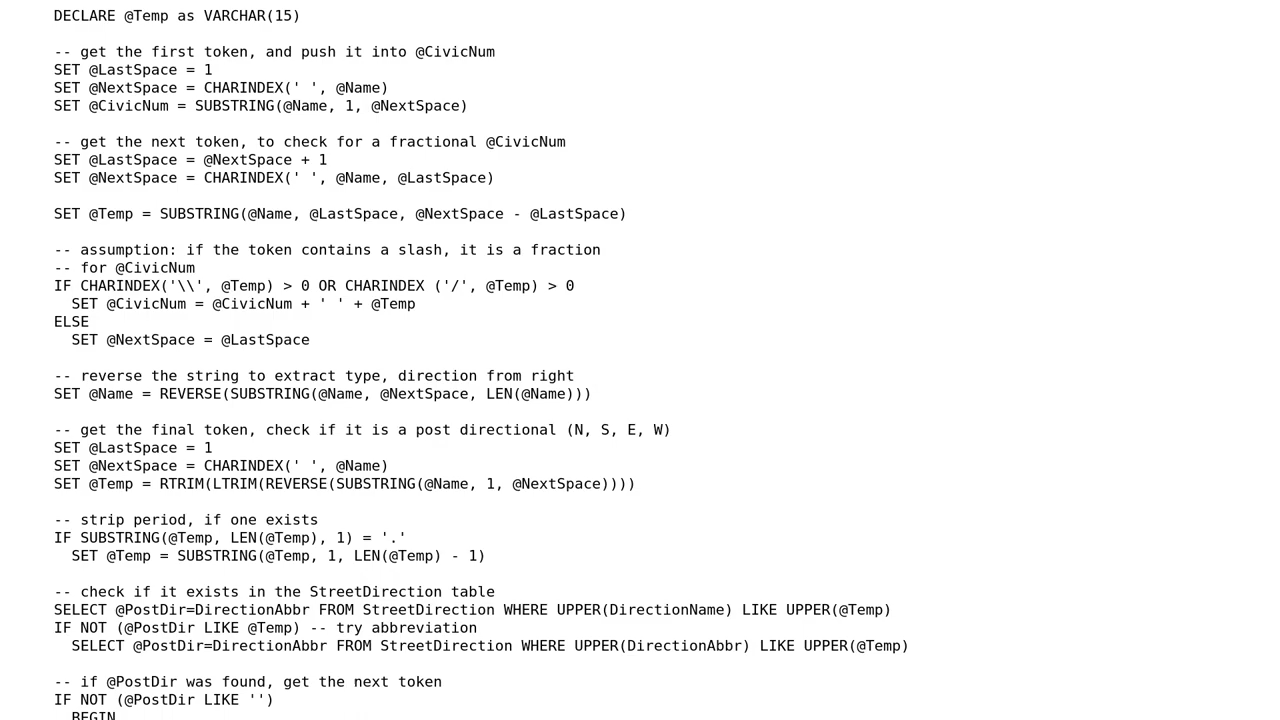 DECLARE @Temp as VARCHAR(15)
-- get the first token, and push it into @CivicNum
SET @LastSpace = 1
SET @NextSpace = CHARINDEX(' ', @Name)
SET @CivicNum = SUBSTRING(@Name, 1, @NextSpace)
-- get the next token, to check for a fractional @CivicNum
SET @LastSpace = @NextSpace + 1
SET @NextSpace = CHARINDEX(' ', @Name, @LastSpace)
SET @Temp = SUBSTRING(@Name, @LastSpace, @NextSpace - @LastSpace)
-- assumption: if the token contains a slash, it is a fraction
-- for @CivicNum
IF CHARINDEX('\\', @Temp) > 0 OR CHARINDEX ('/', @Temp) > 0
  SET @CivicNum = @CivicNum + ' ' + @Temp
ELSE
  SET @NextSpace = @LastSpace
-- reverse the string to extract type, direction from right
SET @Name = REVERSE(SUBSTRING(@Name, @NextSpace, LEN(@Name)))
-- get the final token, check if it is a post directional (N, S, E, W)
SET @LastSpace = 1
SET @NextSpace = CHARINDEX(' ', @Name)
SET @Temp = RTRIM(LTRIM(REVERSE(SUBSTRING(@Name, 1, @NextSpace))))
-- strip period, if one exists
IF SUBSTRING(@Temp, LEN(@Temp), 1) = '.'
  SET @Temp = SUBSTRING(@Temp, 1, LEN(@Temp) - 1)
-- check if it exists in the StreetDirection table
SELECT @PostDir=DirectionAbbr FROM StreetDirection WHERE UPPER(DirectionName) LIKE UPPER(@Temp)
IF NOT (@PostDir LIKE @Temp) -- try abbreviation
  SELECT @PostDir=DirectionAbbr FROM StreetDirection WHERE UPPER(DirectionAbbr) LIKE UPPER(@Temp)
-- if @PostDir was found, get the next token
IF NOT (@PostDir LIKE '')
  BEGIN